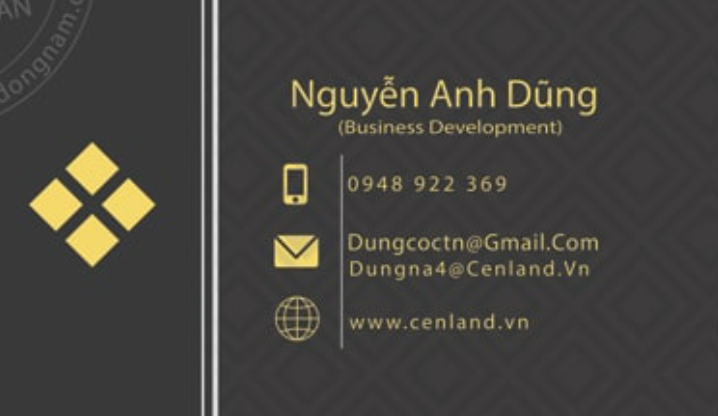 Nguyễn Anh Dũng
(Business Development)
0948 922 369
Dungcoctn@Gmail.Com
Dungna4@Cenland.Vn
www.cenland.vn